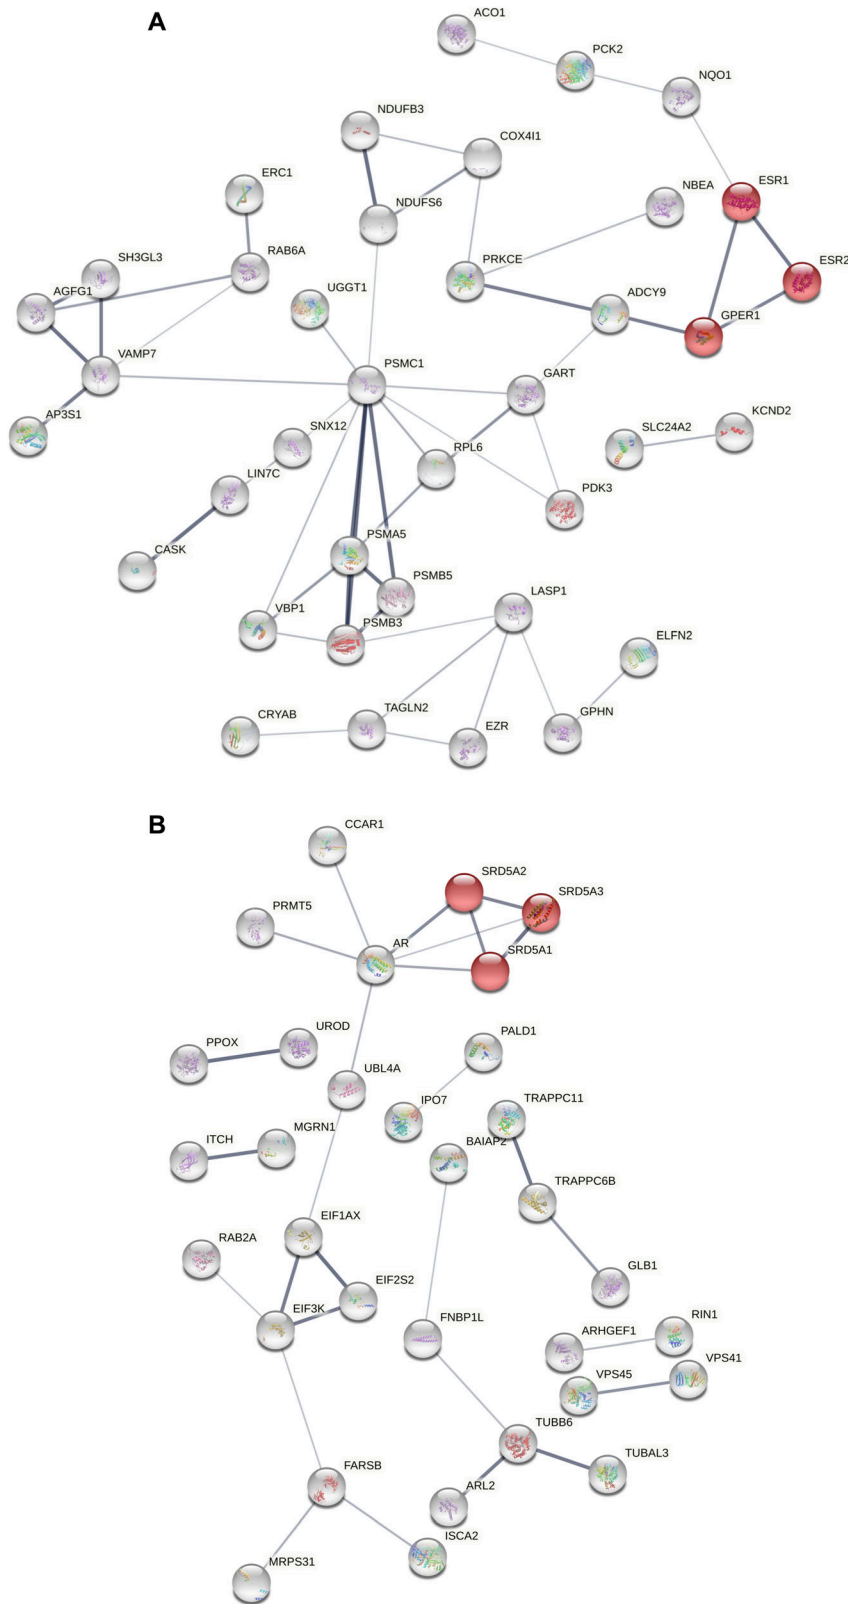 A
ACO1
PCK2
NQO1
NDUFB3
COX4I1
ERC1
NBEA
ESR1
NDUFS6
SH3GL3
RAB6A
PRKCE
ESR2
AGFG1
UGGT1
ADCY9
GPER1
VAMP7
PSMC1
GART
AP3S1
SNX12
RPL6
SLC24A2
KCND2
LIN7C
PDK3
CASK
PSMA5
PSMB5
VBP1
PSMB3
LASP1
ELFN2
CRYAB
TAGLN2
EZR
GPHN
B
CCAR1
SRD5A2
SRD5A3
PRMT5
AR
SRD5A1
PPOX
UROD
PALD1
UBL4A
IPO7
TRAPPC11
ITCH
MGRN1
BAIAP2
TRAPPC6B
EIF1AX
RAB2A
GLB1
EIF2S2
EIF3K
FNBP1L
ARHGEF1
RIN1
VPS45
VPS41
TUBB6
TUBAL3
FARSB
ARL2
ISCA2
MRPS31